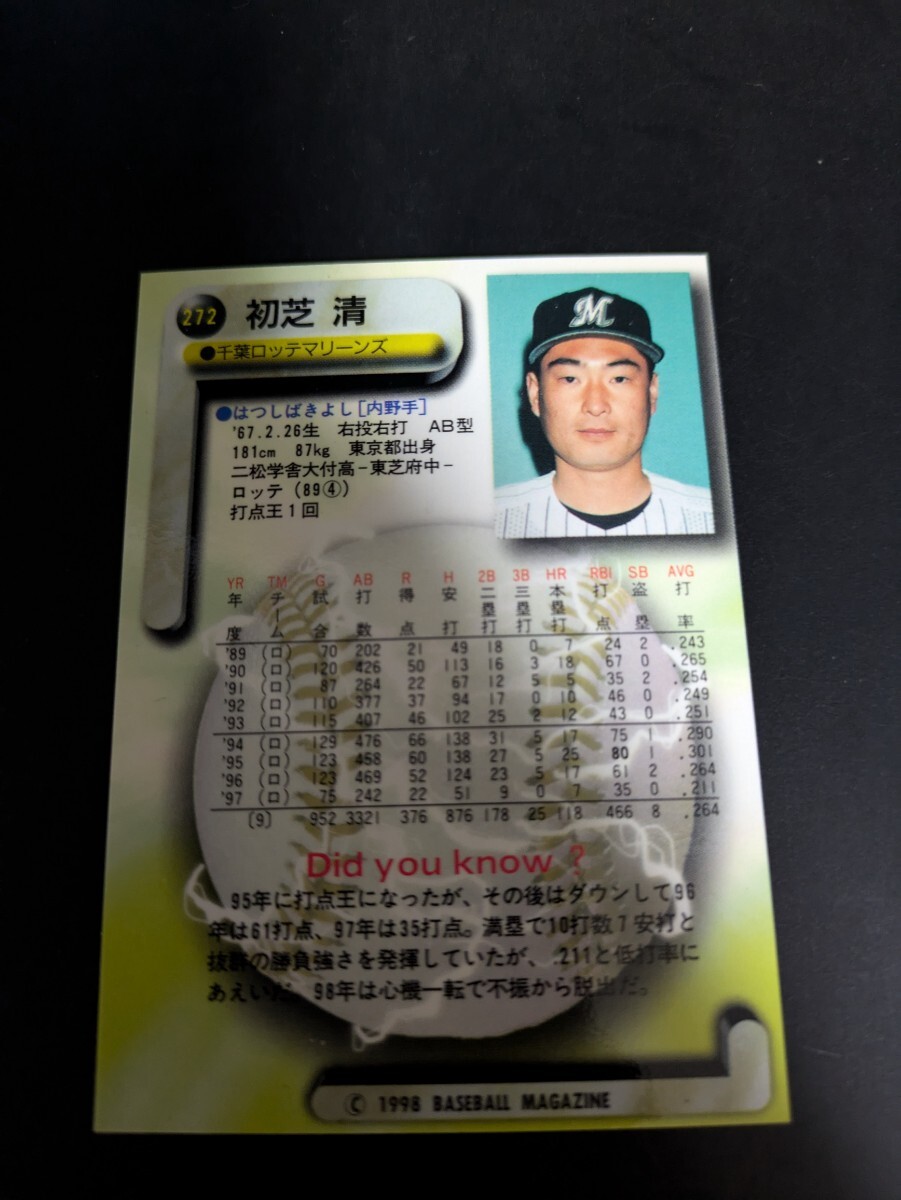 272 初芝 清
●千葉ロッテマリーンズ
M
●はつしばきよし[内野手]
'67.2.26生 右投右打 AB型
181cm 87kg 東京都出身
二松学舎大付高−東芝府中−
ロッテ(89④)
打点王1回
YR TM G AB R H 2B 3B HR RBI SB AVG
年度 チーム 試合 打数 得点 安打 二塁打 三塁打 本塁打 打点 盗塁 打率
'89 (ロ) 70 202 21 49 18 0 7 24 2 .243
'90 (ロ) 120 426 50 113 16 3 18 67 0 .265
'91 (ロ) 87 264 22 67 12 5 5 35 2 .254
'92 (ロ) 110 377 37 94 17 0 10 46 0 .249
'93 (ロ) 115 407 46 102 25 2 12 43 0 .251
'94 (ロ) 129 476 66 138 31 5 17 75 1 .290
'95 (ロ) 123 458 60 138 27 5 25 80 1 .301
'96 (ロ) 123 469 52 124 23 5 17 61 2 .264
'97 (ロ) 75 242 22 51 9 0 7 35 0 .211
(9) 952 3321 376 876 178 25 118 466 8 .264
Did you know ?
95年に打点王になったが、その後はダウンして96
年は61打点、97年は35打点。満塁で10打数7安打と
抜群の勝負強さを発揮していたが、.211と低打率に
あえいだ。98年は心機一転で不振から脱出だ。
© 1998 BASEBALL MAGAZINE